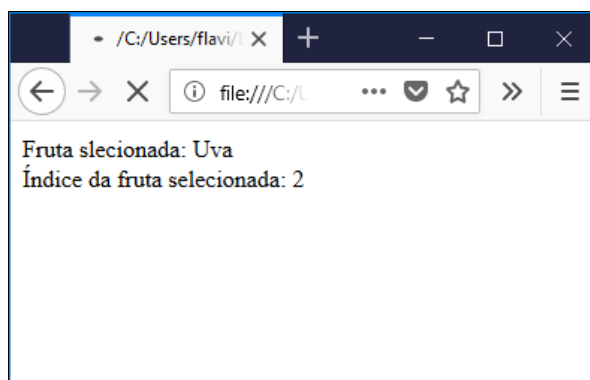 /C:/Users/flavi/
file:///C:/
Fruta slecionada: Uva
Índice da fruta selecionada: 2